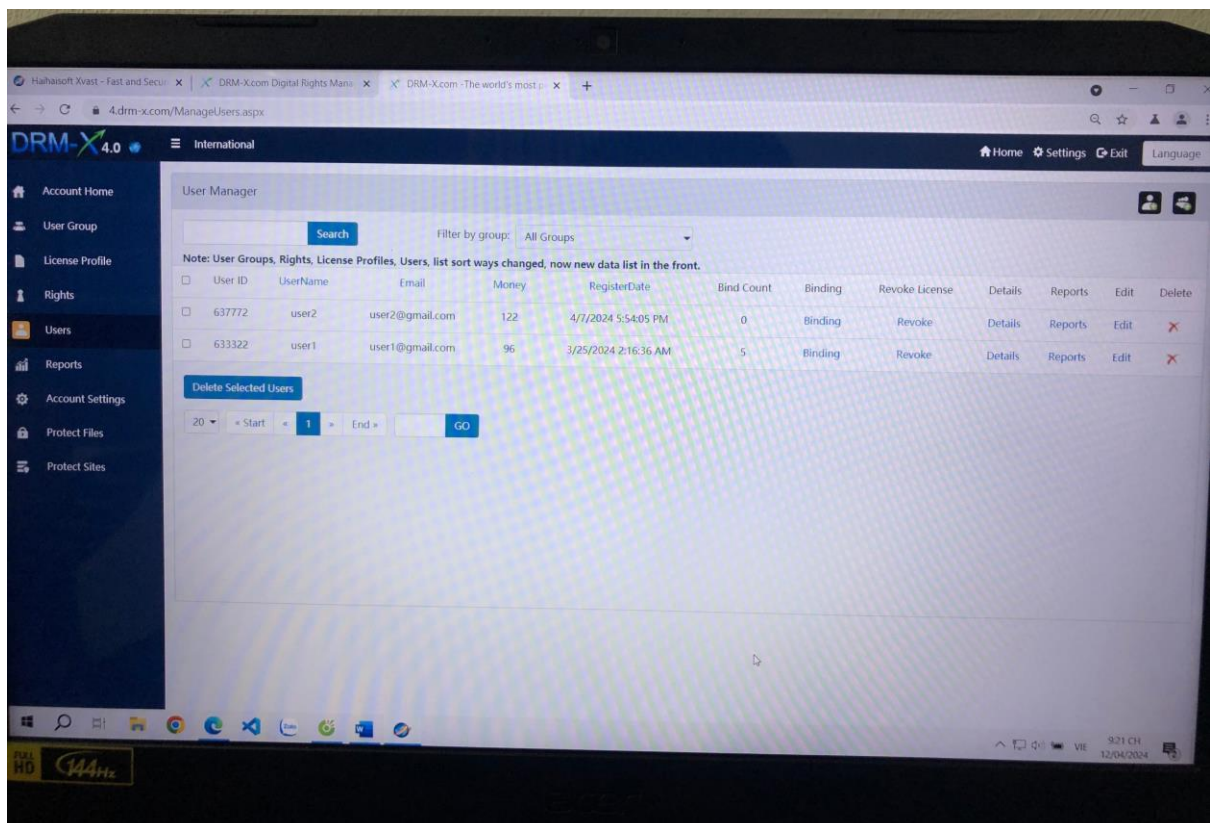 Haihaisoft Xvast - Fast and Secur
DRM-X.com Digital Rights Mana
DRM-X.com -The world's most p
4.drm-x.com/ManageUsers.aspx
DRM-X 4.0
International
Home Settings Exit Language
Account Home
User Group
License Profile
Rights
Users
Reports
Account Settings
Protect Files
Protect Sites
User Manager
Search Filter by group: All Groups
Note: User Groups, Rights, License Profiles, Users, list sort ways changed, now new data list in the front.
User ID UserName Email Money RegisterDate Bind Count Binding Revoke License Details Reports Edit Delete
637772 user2 user2@gmail.com 122 4/7/2024 5:54:05 PM 0 Binding Revoke Details Reports Edit
633322 user1 user1@gmail.com 96 3/25/2024 2:16:36 AM 5 Binding Revoke Details Reports Edit
Delete Selected Users
20 « Start « 1 » End » GO
Zalo
VIE 9:21 CH
12/04/2024
FULL HD 144Hz